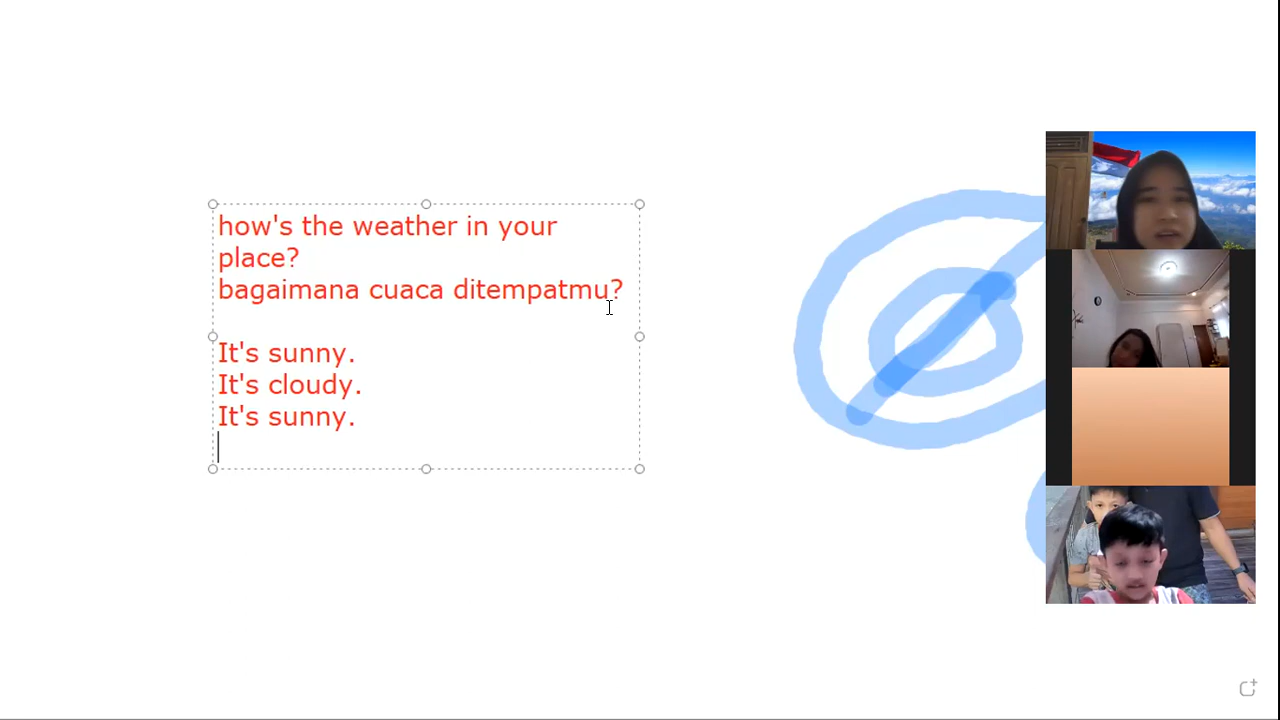 how's the weather in your
place?
bagaimana cuaca ditempatmu?
It's sunny.
It's cloudy.
It's sunny.